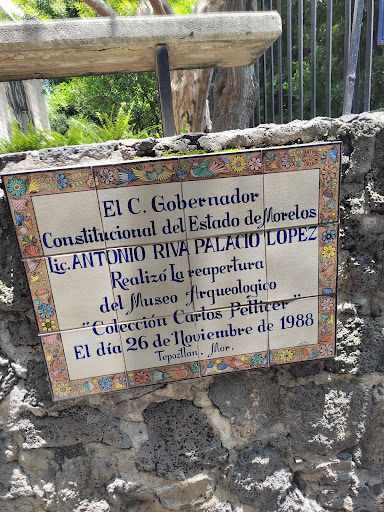 El C. Gobernador
Constitucional del Estado de Morelos
Lic. ANTONIO RIVA PALACIO LOPEZ
Realizó La reapertura
del Museo Arqueologico
"Colección Carlos Pellicer"
El día 26 de Noviembre de 1988
Tepoztlán, Mor.